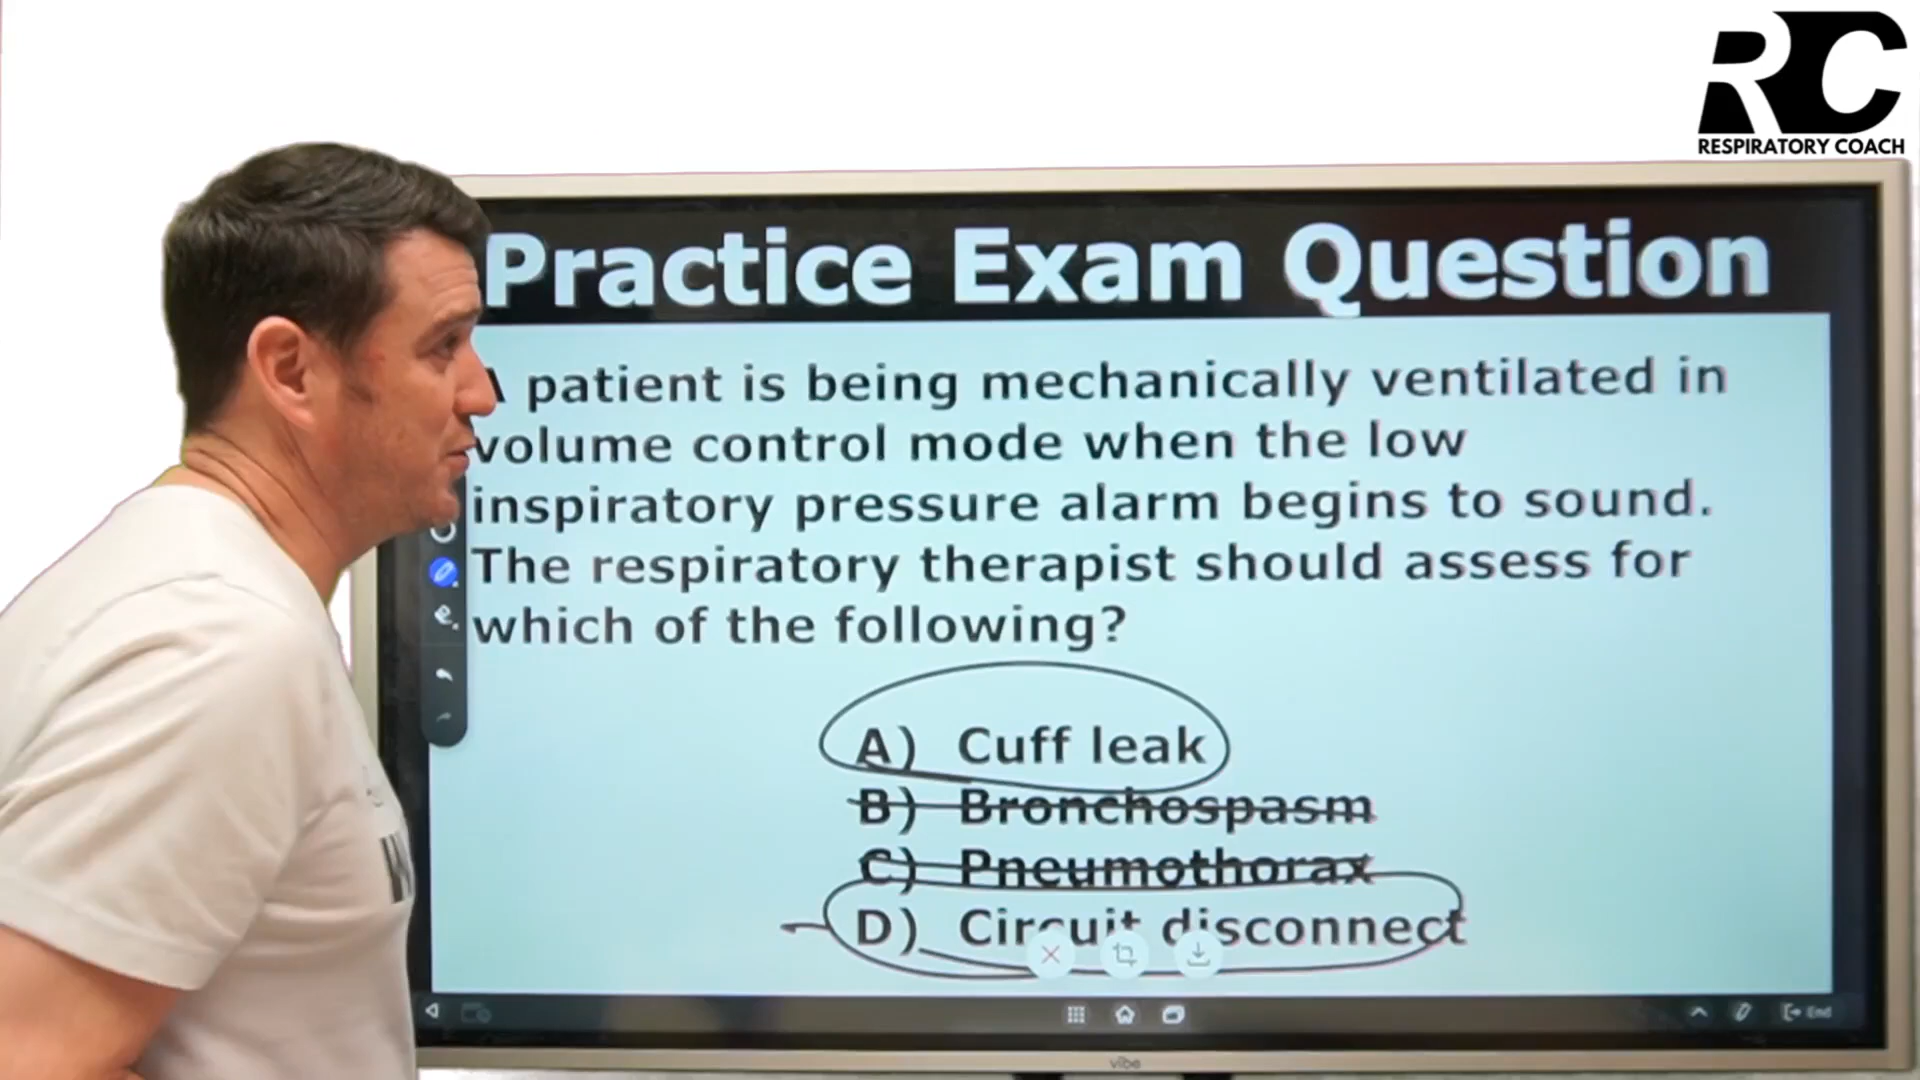 RC
RESPIRATORY COACH
Practice Exam Question
A patient is being mechanically ventilated in
volume control mode when the low
inspiratory pressure alarm begins to sound.
The respiratory therapist should assess for
which of the following?
A) Cuff leak
B) Bronchospasm
C) Pneumothorax
D) Circuit disconnect
End
vibe